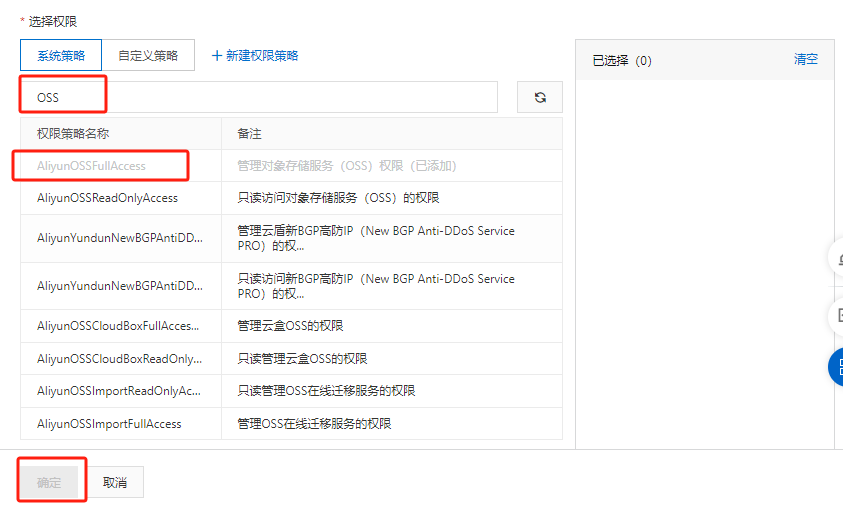 * 选择权限
系统策略 自定义策略 + 新建权限策略
已选择（0） 清空
OSS
权限策略名称 备注
AliyunOSSFullAccess 管理对象存储服务（OSS）权限（已添加）
AliyunOSSReadOnlyAccess 只读访问对象存储服务（OSS）的权限
AliyunYundunNewBGPAntiDD... 管理云盾新BGP高防IP（New BGP Anti-DDoS Service
PRO）的权...
AliyunYundunNewBGPAntiDD... 只读访问新BGP高防IP（New BGP Anti-DDoS Service
PRO）的权...
AliyunOSSCloudBoxFullAcces... 管理云盒OSS的权限
AliyunOSSCloudBoxReadOnly... 只读管理云盒OSS的权限
AliyunOSSImportReadOnlyAc... 只读管理OSS在线迁移服务的权限
AliyunOSSImportFullAccess 管理OSS在线迁移服务的权限
确定 取消